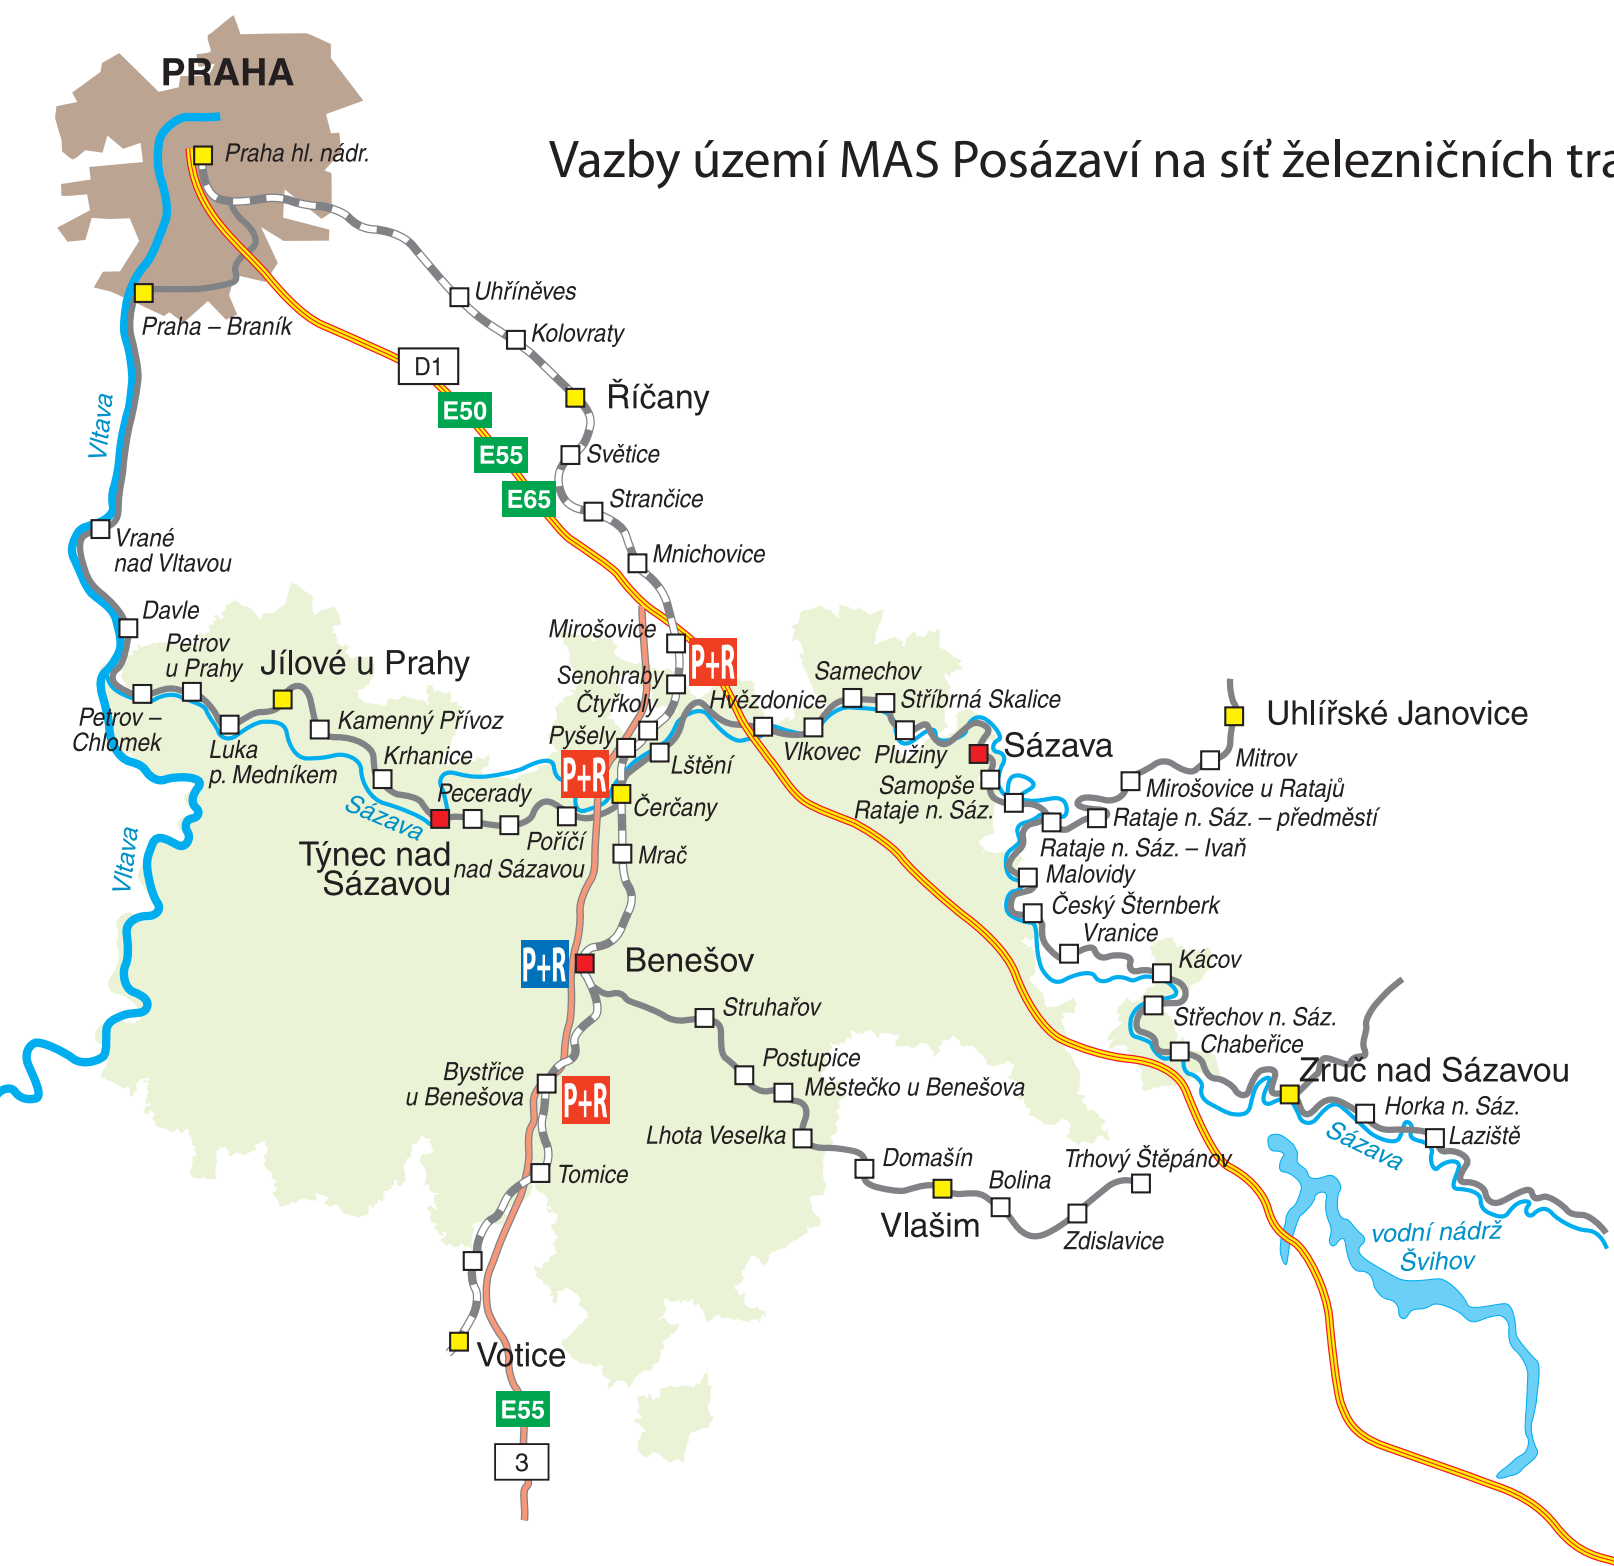 PRAHA
Praha hl. nádr.
Vazby území MAS Posázaví na síť železničních tra
Uhříněves
Praha – Braník
Kolovraty
D1
Říčany
E50
Vltava
E55
Světice
E65
Strančice
Vrané
nad Vltavou
Mnichovice
Davle
Petrov
u Prahy
Mirošovice
Jílové u Prahy
P+R
Senohraby
Samechov
Čtyřkoly
Hvězdonice
Stříbrná Skalice
Petrov –
Chlomek
Kamenný Přívoz
Uhlířské Janovice
Pyšely
Luka
p. Medníkem
Krhanice
Vlkovec
Plužiny
Sázava
Mitrov
Lštění
P+R
Samopše
Mirošovice u Ratajů
Pecerady
Sázava
Čerčany
Rataje n. Sáz.
Rataje n. Sáz. – předměstí
Poříčí
nad Sázavou
Týnec nad
Sázavou
Mrač
Rataje n. Sáz. – Ivaň
Vltava
Malovidy
Český Šternberk
Vranice
P+R
Benešov
Kácov
Struhařov
Střechov n. Sáz.
Chabeřice
Postupice
Bystřice
u Benešova
Zruč nad Sázavou
Městečko u Benešova
P+R
Horka n. Sáz.
Lhota Veselka
Sázava
Laziště
Domašín
Trhový Štěpánov
Tomice
Bolina
Vlašim
Zdislavice
vodní nádrž
Švihov
Votice
E55
3